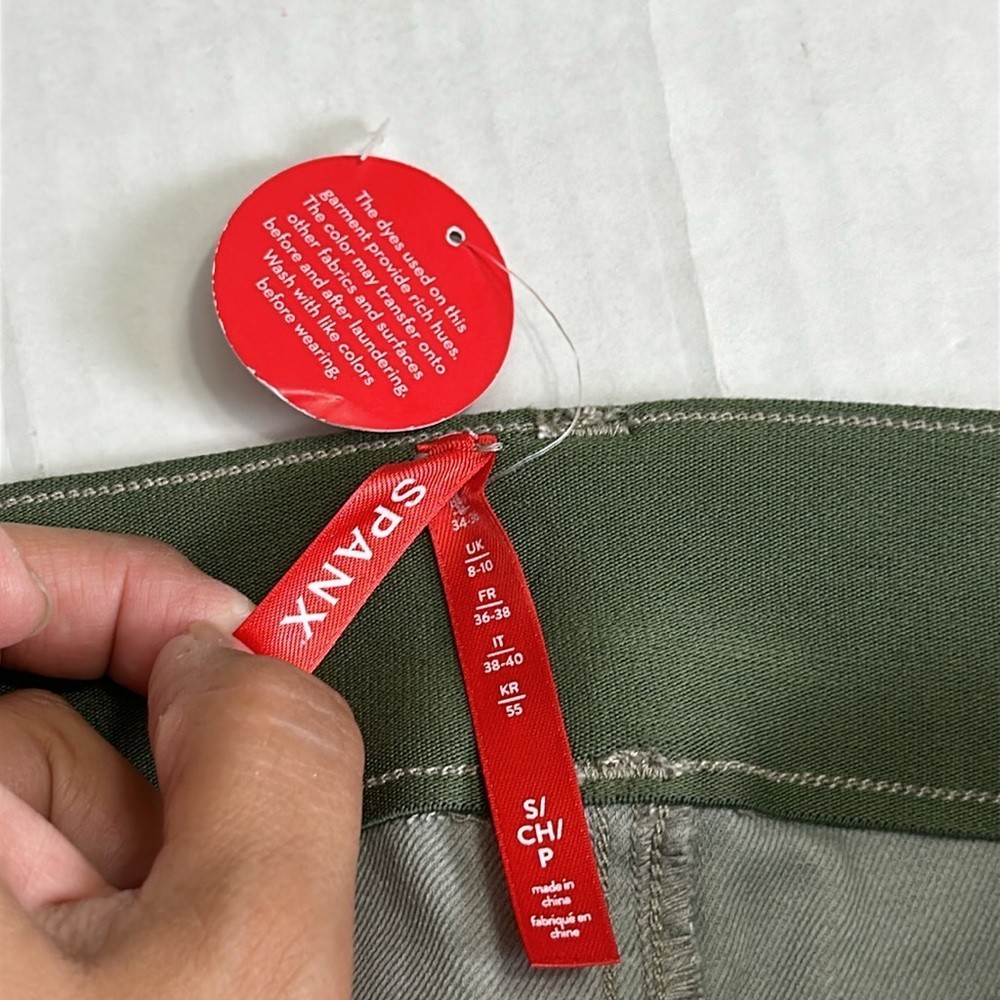 The dyes used on this
garment provide rich hues.
The color may transfer onto
other fabrics and surfaces
before and after laundering.
Wash with like colors
before wearing.
SPANX
UK
8-10
FR
36-38
IT
38-40
KR
55
S/
CH/
P
made in
china
fabriqué en
chine